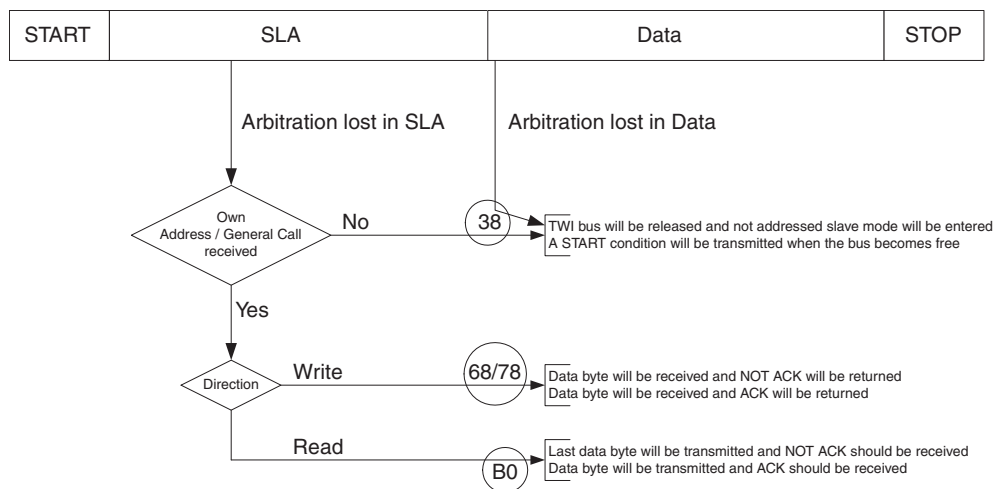 START
SLA
Data
STOP
Arbitration lost in SLA
Arbitration lost in Data
Own
Address / General Call
received
No
38
TWI bus will be released and not addressed slave mode will be entered
A START condition will be transmitted when the bus becomes free
Yes
Direction
Write
68/78
Data byte will be received and NOT ACK will be returned
Data byte will be received and ACK will be returned
Read
B0
Last data byte will be transmitted and NOT ACK should be received
Data byte will be transmitted and ACK should be received